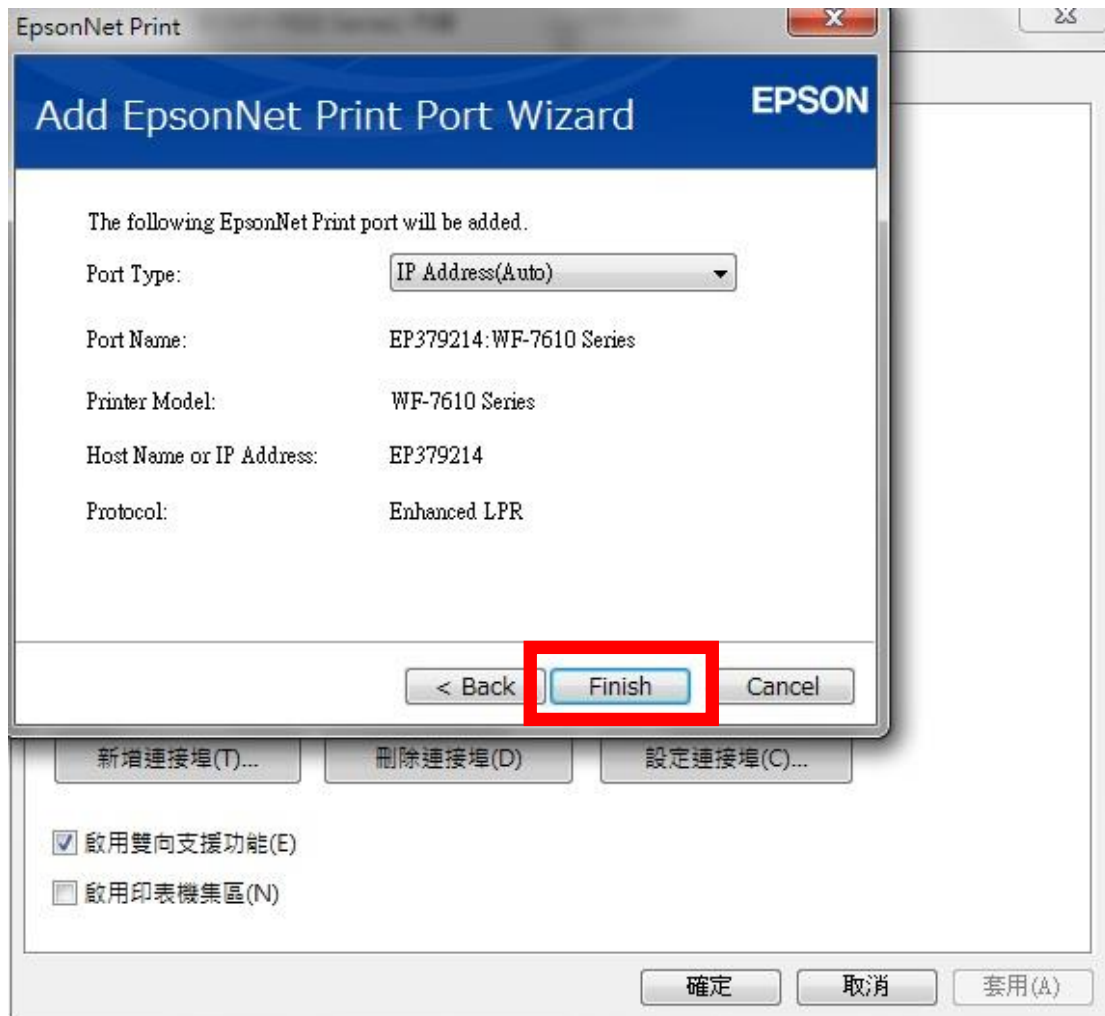 EpsonNet Print
Add EpsonNet Print Port Wizard
EPSON
The following EpsonNet Print port will be added.
Port Type: IP Address(Auto)
Port Name: EP379214:WF-7610 Series
Printer Model: WF-7610 Series
Host Name or IP Address: EP379214
Protocol: Enhanced LPR
< Back Finish Cancel
新增連接埠(T)... 刪除連接埠(D) 設定連接埠(C)...
啟用雙向支援功能(E)
啟用印表機集區(N)
確定 取消 套用(A)